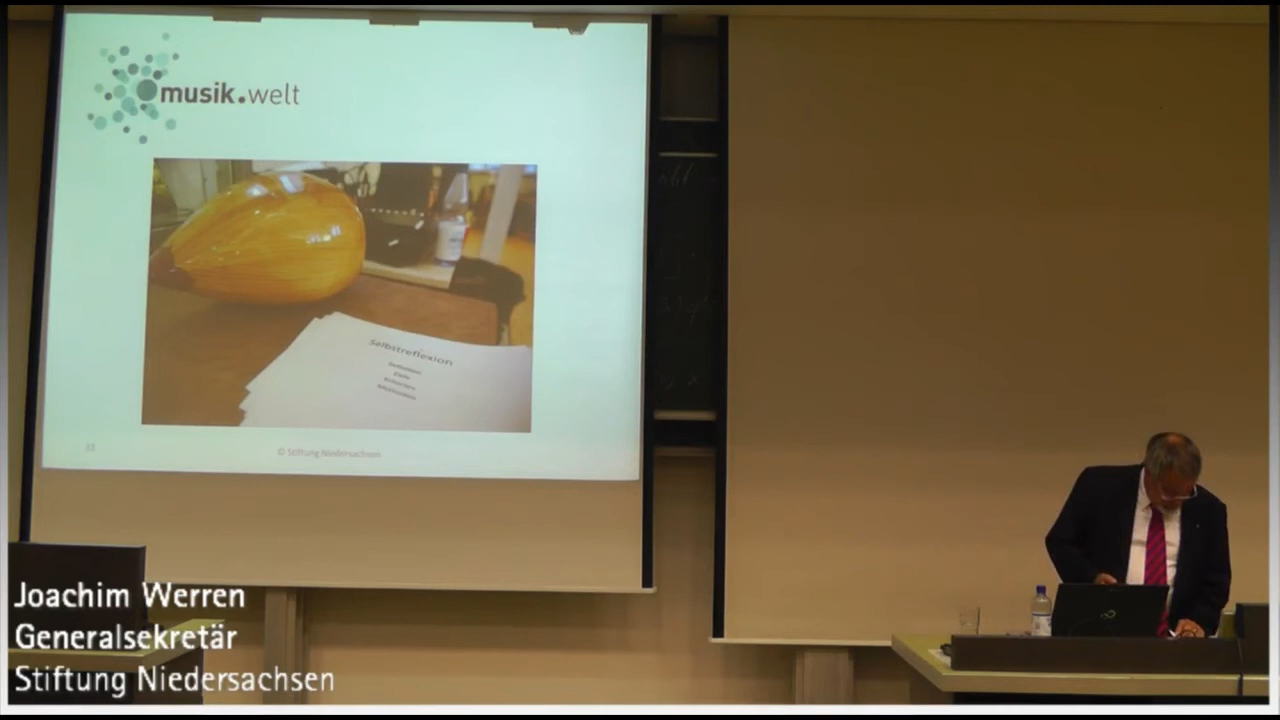 musik.welt
Selbstreflexion
© Stiftung Niedersachsen
Joachim Werren
Generalsekretär
Stiftung Niedersachsen